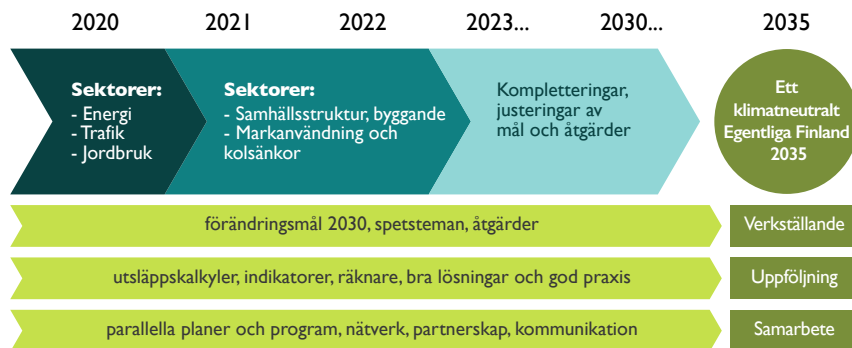 2020 2021 2022 2023... 2030... 2035
Sektorer:
- Energi
- Trafik
- Jordbruk
Sektorer:
- Samhällsstruktur, byggande
- Markanvändning och
kolsänkor
Kompletteringar,
justeringar av
mål och åtgärder
Ett
klimatneutralt
Egentliga Finland
2035
förändringsmål 2030, spetsteman, åtgärder
Verkställande
utsläppskalkyler, indikatorer, räknare, bra lösningar och god praxis
Uppföljning
parallella planer och program, nätverk, partnerskap, kommunikation
Samarbete